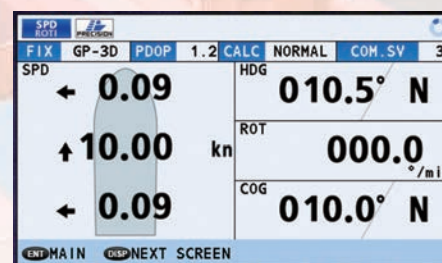 SPD
ROTI
PRECISION
FIX GP-3D PDOP 1.2 CALC NORMAL COM.SV 3
SPD
← 0.09
↑ 10.00 kn
← 0.09
HDG
010.5° N
ROT
000.0
°/mi
COG
010.0° N
ENT MAIN DISP NEXT SCREEN